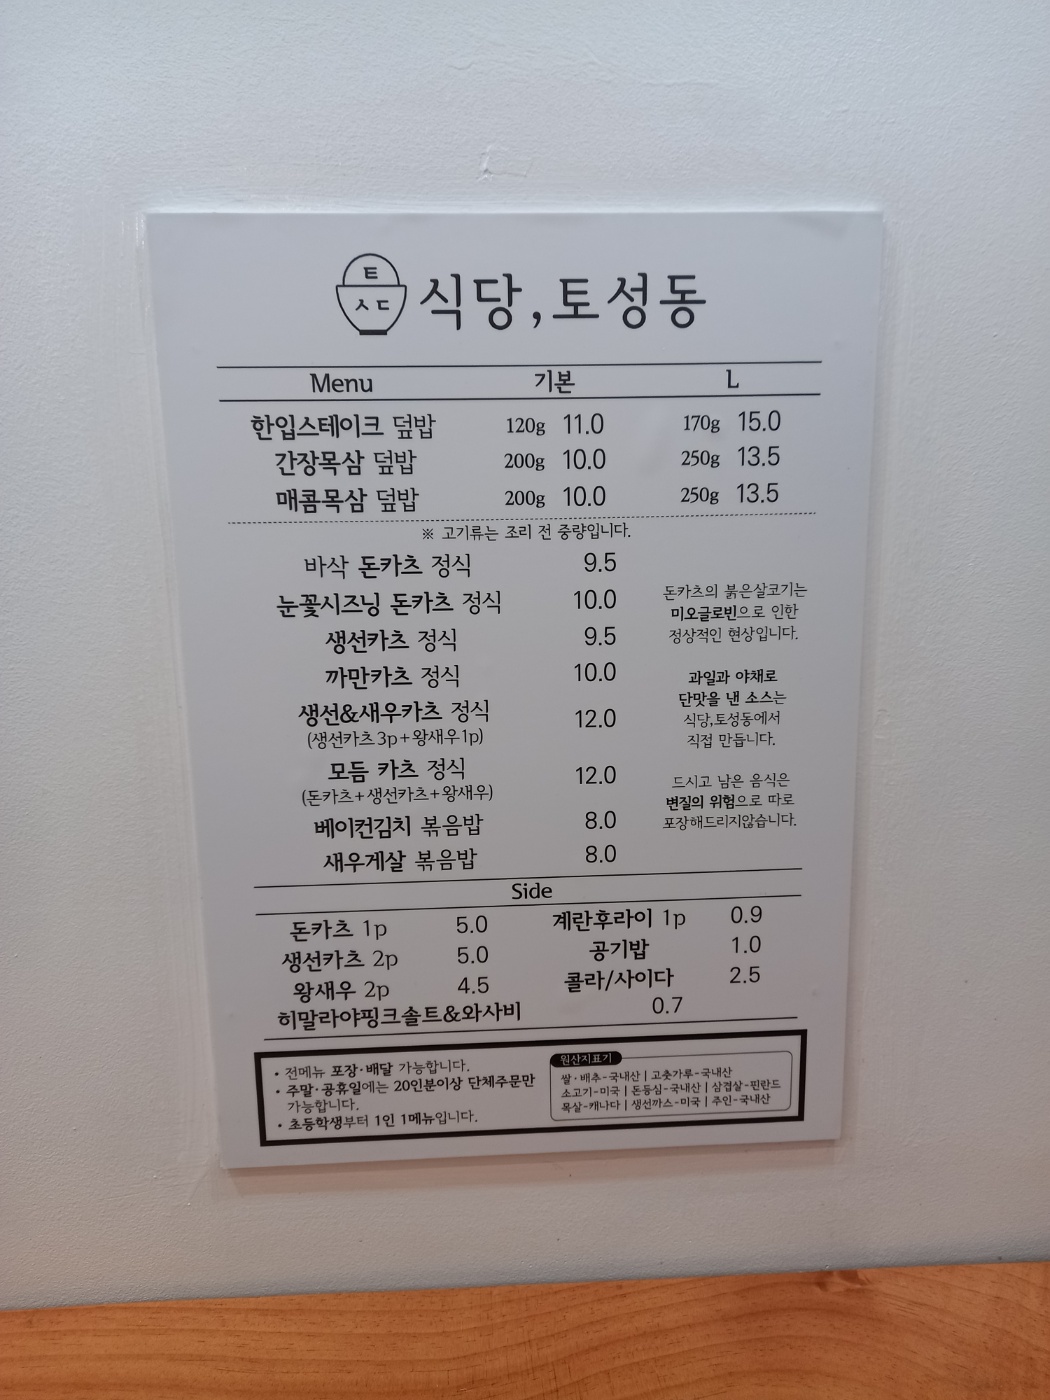 ㅌ
ㅅㄷ
식당,토성동
Menu 기본 L
한입스테이크 덮밥 120g 11.0 170g 15.0
간장목삼 덮밥 200g 10.0 250g 13.5
매콤목삼 덮밥 200g 10.0 250g 13.5
※ 고기류는 조리 전 중량입니다.
바삭 돈카츠 정식 9.5
눈꽃시즈닝 돈카츠 정식 10.0
생선카츠 정식 9.5
까만카츠 정식 10.0
생선&새우카츠 정식 12.0
(생선카츠3p+왕새우1p)
모듬 카츠 정식 12.0
(돈카츠+생선카츠+왕새우)
베이컨김치 볶음밥 8.0
새우게살 볶음밥 8.0
돈카츠의 붉은살코기는
미오글로빈으로 인한
정상적인 현상입니다.
과일과 야채로
단맛을 낸 소스는
식당,토성동에서
직접 만듭니다.
드시고 남은 음식은
변질의 위험으로 따로
포장해드리지않습니다.
Side
돈카츠 1p 5.0 계란후라이 1p 0.9
생선카츠 2p 5.0 공기밥 1.0
왕새우 2p 4.5 콜라/사이다 2.5
히말라야핑크솔트&와사비 0.7
• 전메뉴 포장·배달 가능합니다.
• 주말·공휴일에는 20인분이상 단체주문만
가능합니다.
• 초등학생부터 1인 1메뉴입니다.
원산지표기
쌀·배추-국내산 | 고춧가루-국내산
소고기-미국 | 돈등심-국내산 | 삼겹살-핀란드
목살-캐나다 | 생선까스-미국 | 주인-국내산